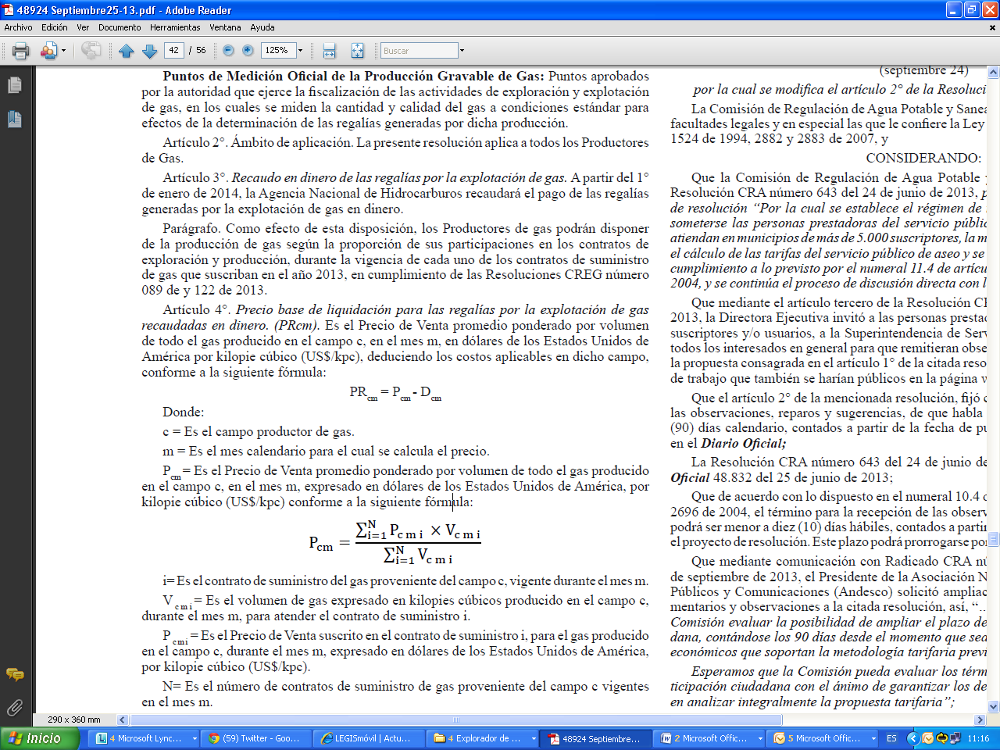 48924 Septiembre25-13.pdf - Adobe Reader
Archivo Edición Ver Documento Herramientas Ventana Ayuda
42 / 56 125% Buscar
Puntos de Medición Oficial de la Producción Gravable de Gas: Puntos aprobados
por la autoridad que ejerce la fiscalización de las actividades de exploración y explotación
de gas, en los cuales se miden la cantidad y calidad del gas a condiciones estándar para
efectos de la determinación de las regalías generadas por dicha producción.
Artículo 2°. Ámbito de aplicación. La presente resolución aplica a todos los Productores
de Gas.
Artículo 3°. Recaudo en dinero de las regalías por la explotación de gas. A partir del 1°
de enero de 2014, la Agencia Nacional de Hidrocarburos recaudará el pago de las regalías
generadas por la explotación de gas en dinero.
Parágrafo. Como efecto de esta disposición, los Productores de gas podrán disponer
de la producción de gas según la proporción de sus participaciones en los contratos de
exploración y producción, durante la vigencia de cada uno de los contratos de suministro
de gas que suscriban en el año 2013, en cumplimiento de las Resoluciones CREG número
089 de y 122 de 2013.
Artículo 4°. Precio base de liquidación para las regalías por la explotación de gas
recaudadas en dinero. (PRcm). Es el Precio de Venta promedio ponderado por volumen
de todo el gas producido en el campo c, en el mes m, en dólares de los Estados Unidos de
América por kilopie cúbico (US$/kpc), deduciendo los costos aplicables en dicho campo,
conforme a la siguiente fórmula:
PRcm = Pcm - Dcm
Donde:
c = Es el campo productor de gas.
m = Es el mes calendario para el cual se calcula el precio.
Pcm = Es el Precio de Venta promedio ponderado por volumen de todo el gas producido
en el campo c, en el mes m, expresado en dólares de los Estados Unidos de América, por
kilopie cúbico (US$/kpc) conforme a la siguiente fórmula:
Pcm = ∑ᴺi=1 Pc m i × Vc m i
∑ᴺi=1 Vc m i
i= Es el contrato de suministro del gas proveniente del campo c, vigente durante el mes m.
V c m i = Es el volumen de gas expresado en kilopies cúbicos producido en el campo c,
durante el mes m, para atender el contrato de suministro i.
P cmi = Es el Precio de Venta suscrito en el contrato de suministro i, para el gas producido
en el campo c, durante el mes m, expresado en dólares de los Estados Unidos de América,
por kilopie cúbico (US$/kpc).
N= Es el número de contratos de suministro de gas proveniente del campo c vigentes
en el mes m.
(septiembre 24)
por la cual se modifica el artículo 2° de la Resoluci
La Comisión de Regulación de Agua Potable y Sanea
facultades legales y en especial las que le confiere la Ley
1524 de 1994, 2882 y 2883 de 2007, y
CONSIDERANDO:
Que la Comisión de Regulación de Agua Potable y
Resolución CRA número 643 del 24 de junio de 2013, p
de resolución “Por la cual se establece el régimen de
someterse las personas prestadoras del servicio públic
atiendan en municipios de más de 5.000 suscriptores, la m
el cálculo de las tarifas del servicio público de aseo y se
cumplimiento a lo previsto por el numeral 11.4 de artícu
2004, y se continúa el proceso de discusión directa con l
Que mediante el artículo tercero de la Resolución CR
2013, la Directora Ejecutiva invitó a las personas prestad
suscriptores y/o usuarios, a la Superintendencia de Serv
todos los interesados en general para que remitieran obse
la propuesta consagrada en el artículo 1° de la citada reso
de trabajo que también se harían públicos en la página w
Que el artículo 2° de la mencionada resolución, fijó c
las observaciones, reparos y sugerencias, de que habla
(90) días calendario, contados a partir de la fecha de pu
en el Diario Oficial;
La Resolución CRA número 643 del 24 de junio de
Oficial 48.832 del 25 de junio de 2013;
Que de acuerdo con lo dispuesto en el numeral 10.4 d
2696 de 2004, el término para la recepción de las observ
podrá ser menor a diez (10) días hábiles, contados a parti
el proyecto de resolución. Este plazo podrá prorrogarse po
Que mediante comunicación con Radicado CRA nú
de septiembre de 2013, el Presidente de la Asociación N
Públicos y Comunicaciones (Andesco) solicitó ampliac
mentarios y observaciones a la citada resolución, así, “...
Comisión evaluar la posibilidad de ampliar el plazo de
dana, contándose los 90 días desde el momento que sea
económicos que soportan la metodología tarifaria previ
Esperamos que la Comisión pueda evaluar los térm
ticipación ciudadana con el ánimo de garantizar los de
en analizar integralmente la propuesta tarifaria”;
290 x 360 mm
Inicio 4 Microsoft Lync... (59) Twitter - Goo... LEGISmóvil | Actu... 4 Explorador de ... 48924 Septiembre... 2 Microsoft Offic... 5 Microsoft Offic... ES 11:16